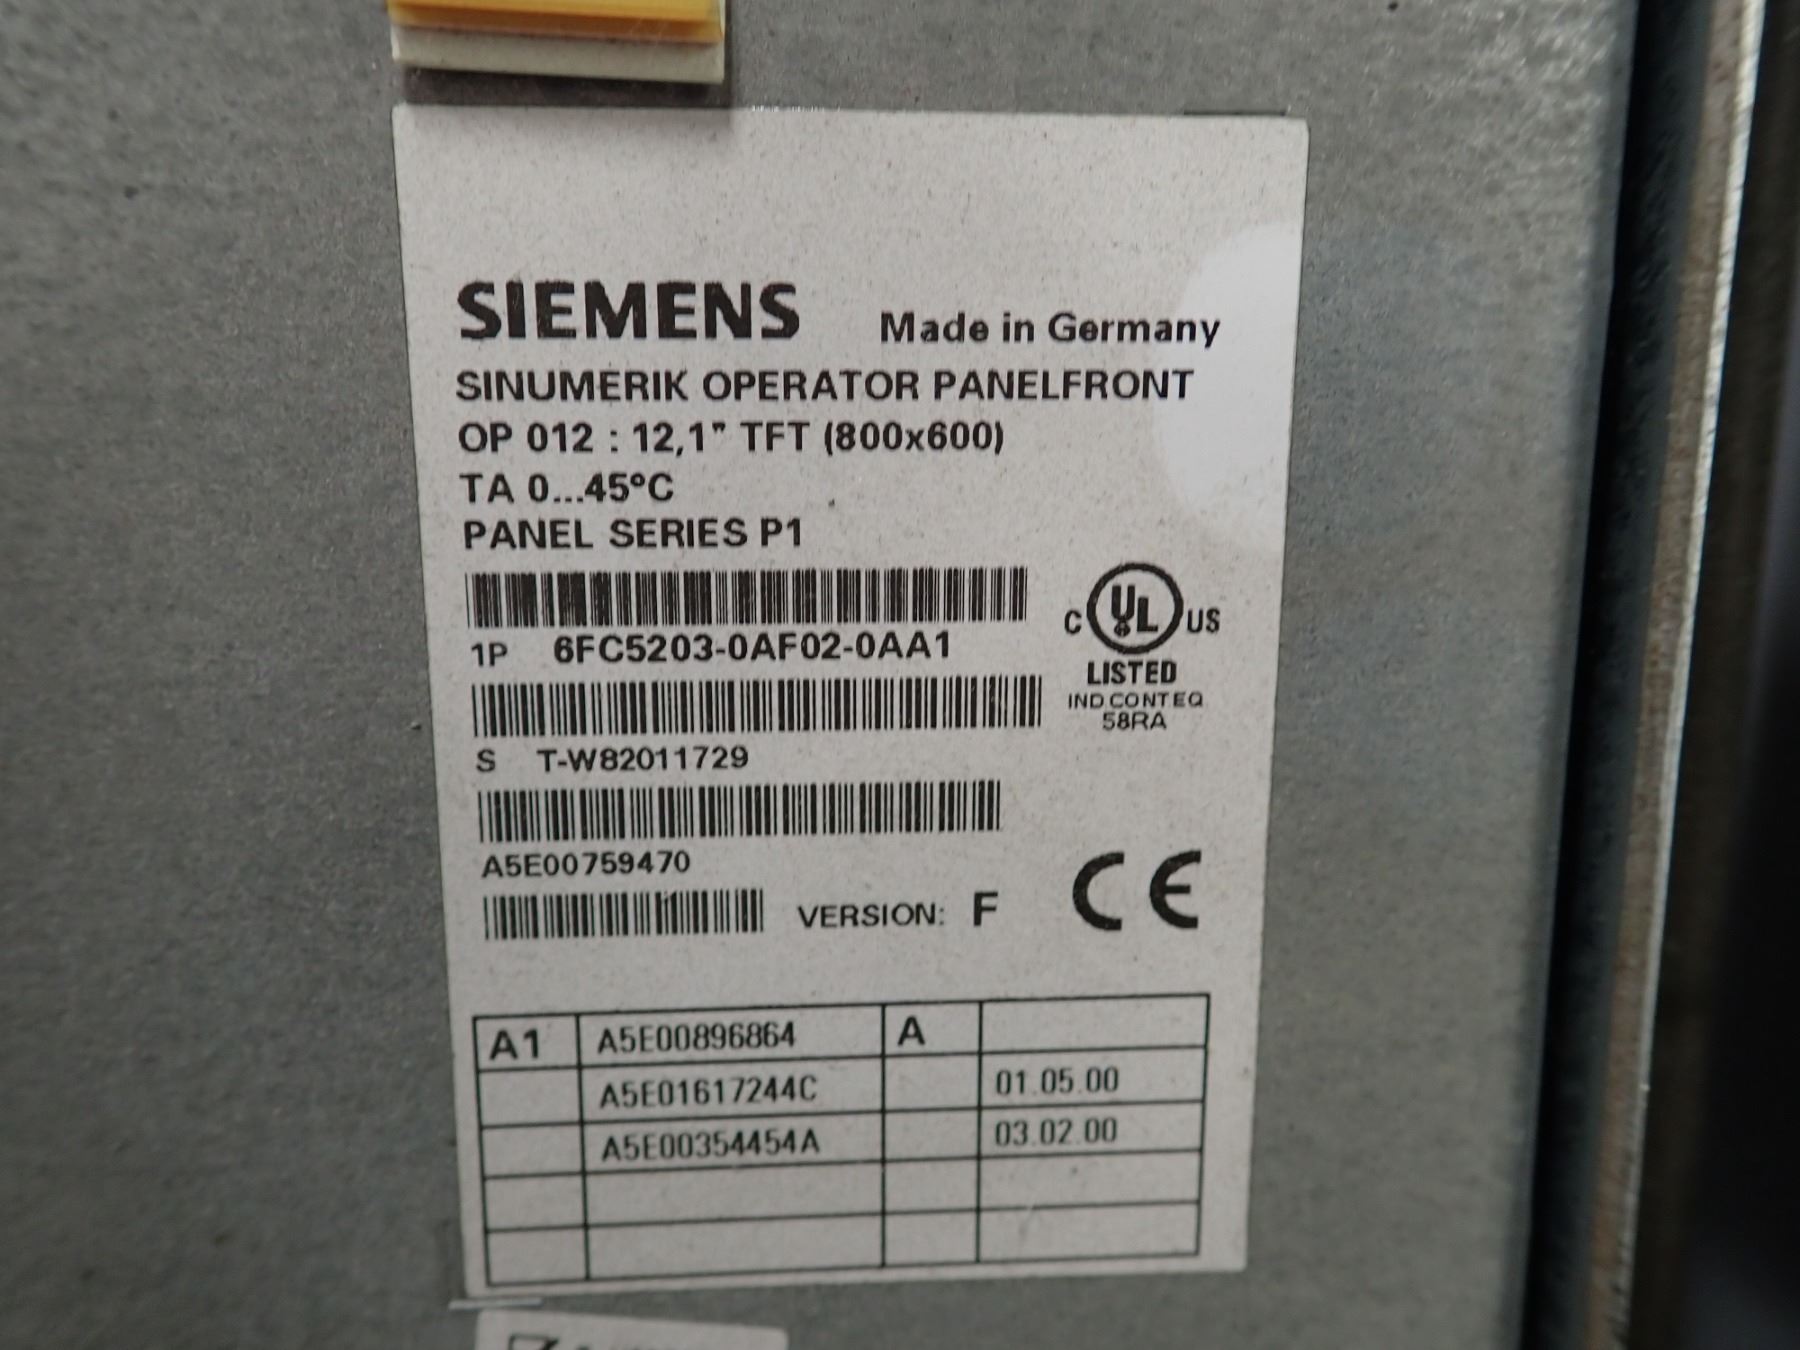 SIEMENS Made in Germany
SINUMERIK OPERATOR PANELFRONT
OP 012 : 12,1" TFT (800x600)
TA 0...45°C
PANEL SERIES P1
1P 6FC5203-0AF02-0AA1
C UL US
LISTED
IND CONT EQ
58RA
S T-W82011729
A5E00759470
VERSION: F CE
A1 A5E00896864 A
A5E01617244C 01.05.00
A5E00354454A 03.02.00